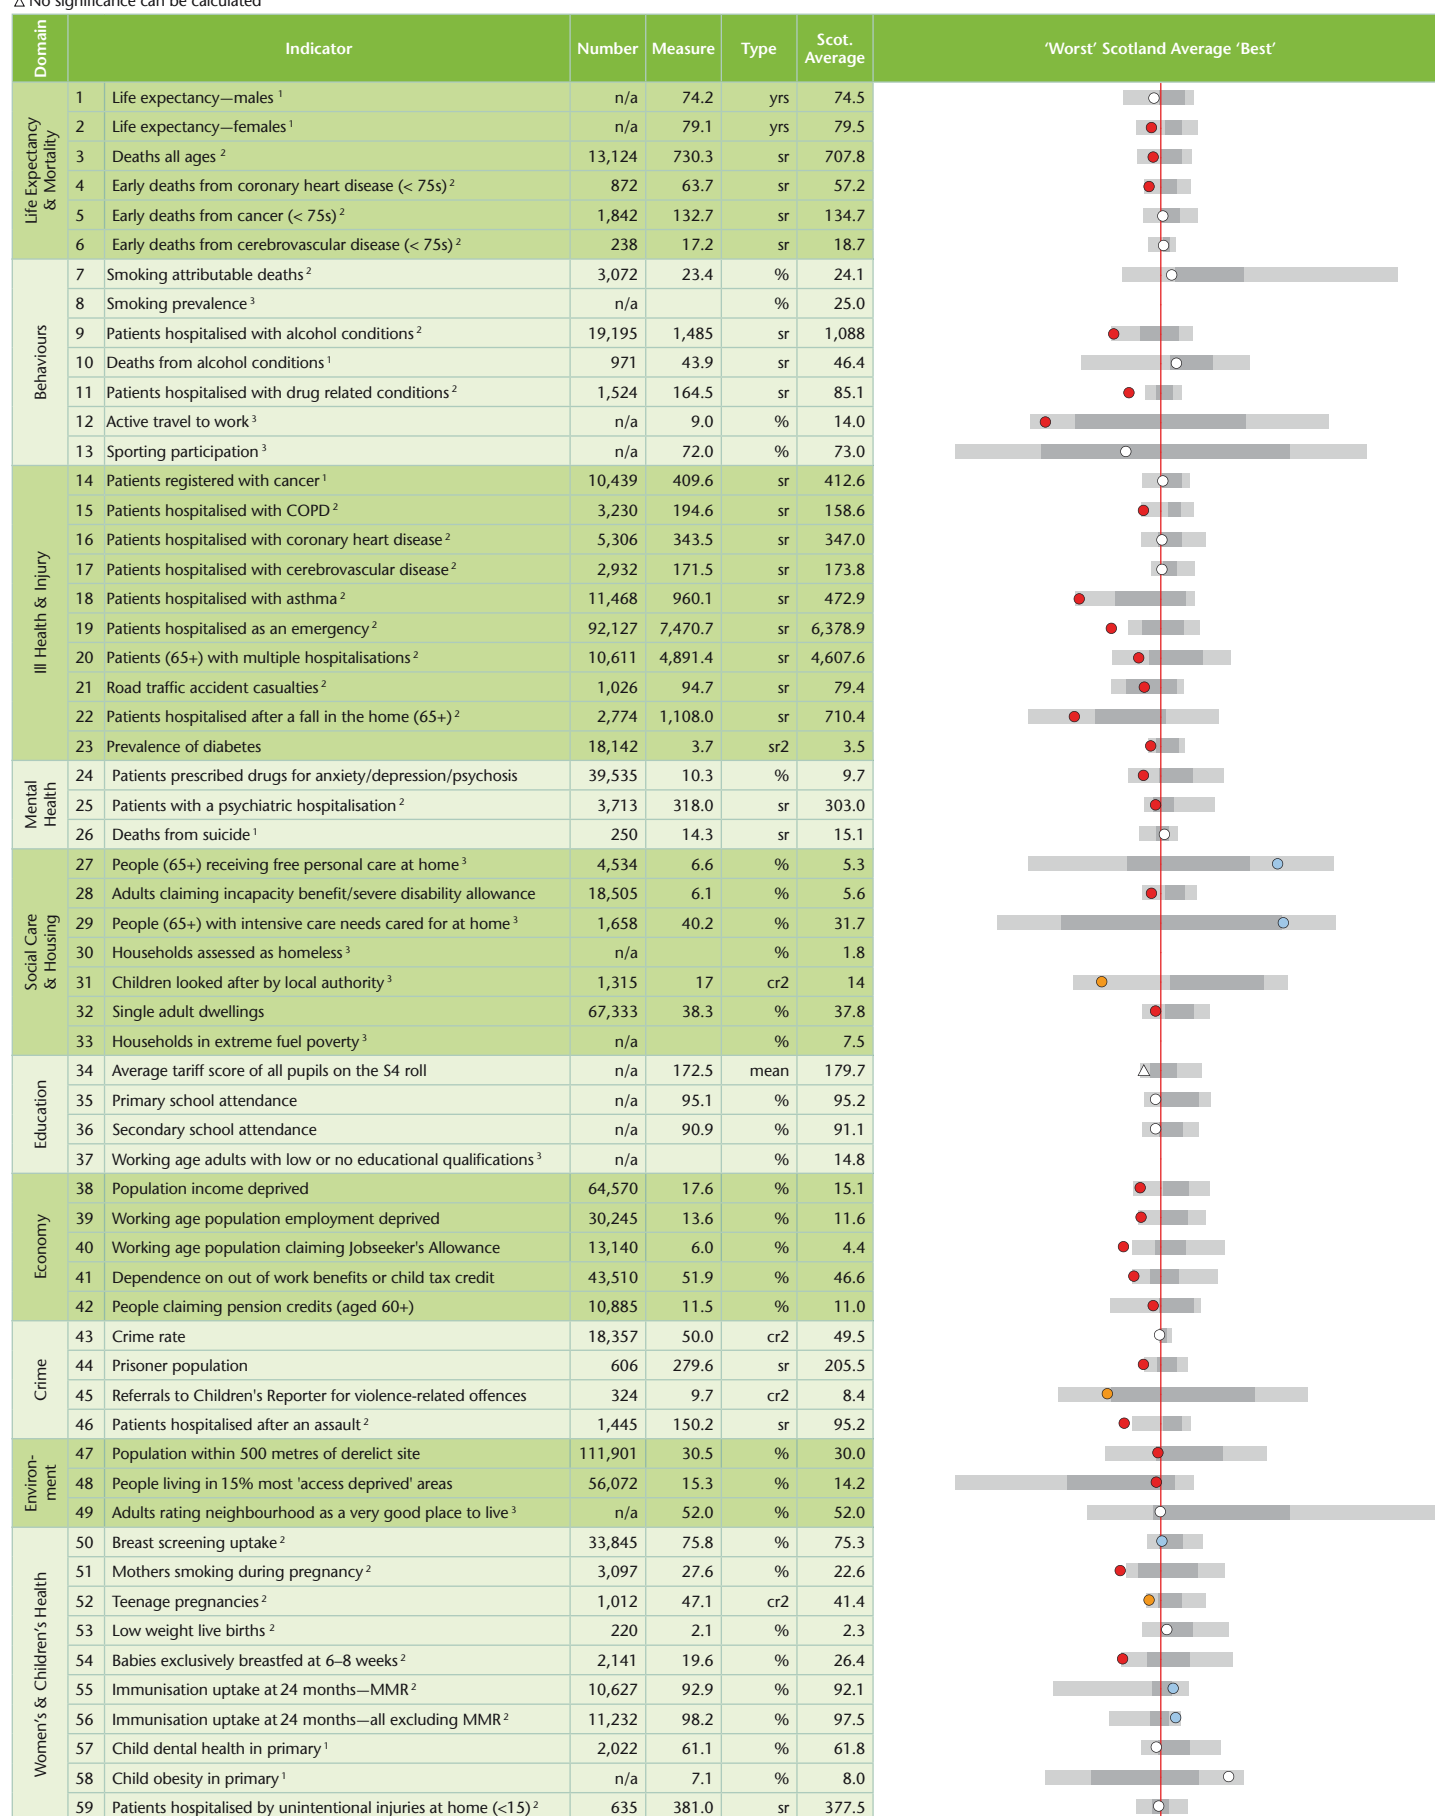 △ No significance can be calculated
Domain Indicator Number Measure Type Scot. Average 'Worst' Scotland Average 'Best'
Life Expectancy & Mortality
1 Life expectancy—males 1 n/a 74.2 yrs 74.5
2 Life expectancy—females 1 n/a 79.1 yrs 79.5
3 Deaths all ages 2 13,124 730.3 sr 707.8
4 Early deaths from coronary heart disease (< 75s) 2 872 63.7 sr 57.2
5 Early deaths from cancer (< 75s) 2 1,842 132.7 sr 134.7
6 Early deaths from cerebrovascular disease (< 75s) 2 238 17.2 sr 18.7
Behaviours
7 Smoking attributable deaths 2 3,072 23.4 % 24.1
8 Smoking prevalence 3 n/a % 25.0
9 Patients hospitalised with alcohol conditions 2 19,195 1,485 sr 1,088
10 Deaths from alcohol conditions 1 971 43.9 sr 46.4
11 Patients hospitalised with drug related conditions 2 1,524 164.5 sr 85.1
12 Active travel to work 3 n/a 9.0 % 14.0
13 Sporting participation 3 n/a 72.0 % 73.0
Ill Health & Injury
14 Patients registered with cancer 1 10,439 409.6 sr 412.6
15 Patients hospitalised with COPD 2 3,230 194.6 sr 158.6
16 Patients hospitalised with coronary heart disease 2 5,306 343.5 sr 347.0
17 Patients hospitalised with cerebrovascular disease 2 2,932 171.5 sr 173.8
18 Patients hospitalised with asthma 2 11,468 960.1 sr 472.9
19 Patients hospitalised as an emergency 2 92,127 7,470.7 sr 6,378.9
20 Patients (65+) with multiple hospitalisations 2 10,611 4,891.4 sr 4,607.6
21 Road traffic accident casualties 2 1,026 94.7 sr 79.4
22 Patients hospitalised after a fall in the home (65+) 2 2,774 1,108.0 sr 710.4
23 Prevalence of diabetes 18,142 3.7 sr2 3.5
Mental Health
24 Patients prescribed drugs for anxiety/depression/psychosis 39,535 10.3 % 9.7
25 Patients with a psychiatric hospitalisation 2 3,713 318.0 sr 303.0
26 Deaths from suicide 1 250 14.3 sr 15.1
Social Care & Housing
27 People (65+) receiving free personal care at home 3 4,534 6.6 % 5.3
28 Adults claiming incapacity benefit/severe disability allowance 18,505 6.1 % 5.6
29 People (65+) with intensive care needs cared for at home 3 1,658 40.2 % 31.7
30 Households assessed as homeless 3 n/a % 1.8
31 Children looked after by local authority 3 1,315 17 cr2 14
32 Single adult dwellings 67,333 38.3 % 37.8
33 Households in extreme fuel poverty 3 n/a % 7.5
Education
34 Average tariff score of all pupils on the S4 roll n/a 172.5 mean 179.7
35 Primary school attendance n/a 95.1 % 95.2
36 Secondary school attendance n/a 90.9 % 91.1
37 Working age adults with low or no educational qualifications 3 n/a % 14.8
Economy
38 Population income deprived 64,570 17.6 % 15.1
39 Working age population employment deprived 30,245 13.6 % 11.6
40 Working age population claiming Jobseeker's Allowance 13,140 6.0 % 4.4
41 Dependence on out of work benefits or child tax credit 43,510 51.9 % 46.6
42 People claiming pension credits (aged 60+) 10,885 11.5 % 11.0
Crime
43 Crime rate 18,357 50.0 cr2 49.5
44 Prisoner population 606 279.6 sr 205.5
45 Referrals to Children's Reporter for violence-related offences 324 9.7 cr2 8.4
46 Patients hospitalised after an assault 2 1,445 150.2 sr 95.2
Environ-ment
47 Population within 500 metres of derelict site 111,901 30.5 % 30.0
48 People living in 15% most 'access deprived' areas 56,072 15.3 % 14.2
49 Adults rating neighbourhood as a very good place to live 3 n/a 52.0 % 52.0
Women's & Children's Health
50 Breast screening uptake 2 33,845 75.8 % 75.3
51 Mothers smoking during pregnancy 2 3,097 27.6 % 22.6
52 Teenage pregnancies 2 1,012 47.1 cr2 41.4
53 Low weight live births 2 220 2.1 % 2.3
54 Babies exclusively breastfed at 6–8 weeks 2 2,141 19.6 % 26.4
55 Immunisation uptake at 24 months—MMR 2 10,627 92.9 % 92.1
56 Immunisation uptake at 24 months—all excluding MMR 2 11,232 98.2 % 97.5
57 Child dental health in primary 1 2,022 61.1 % 61.8
58 Child obesity in primary 1 n/a 7.1 % 8.0
59 Patients hospitalised by unintentional injuries at home (<15) 2 635 381.0 sr 377.5